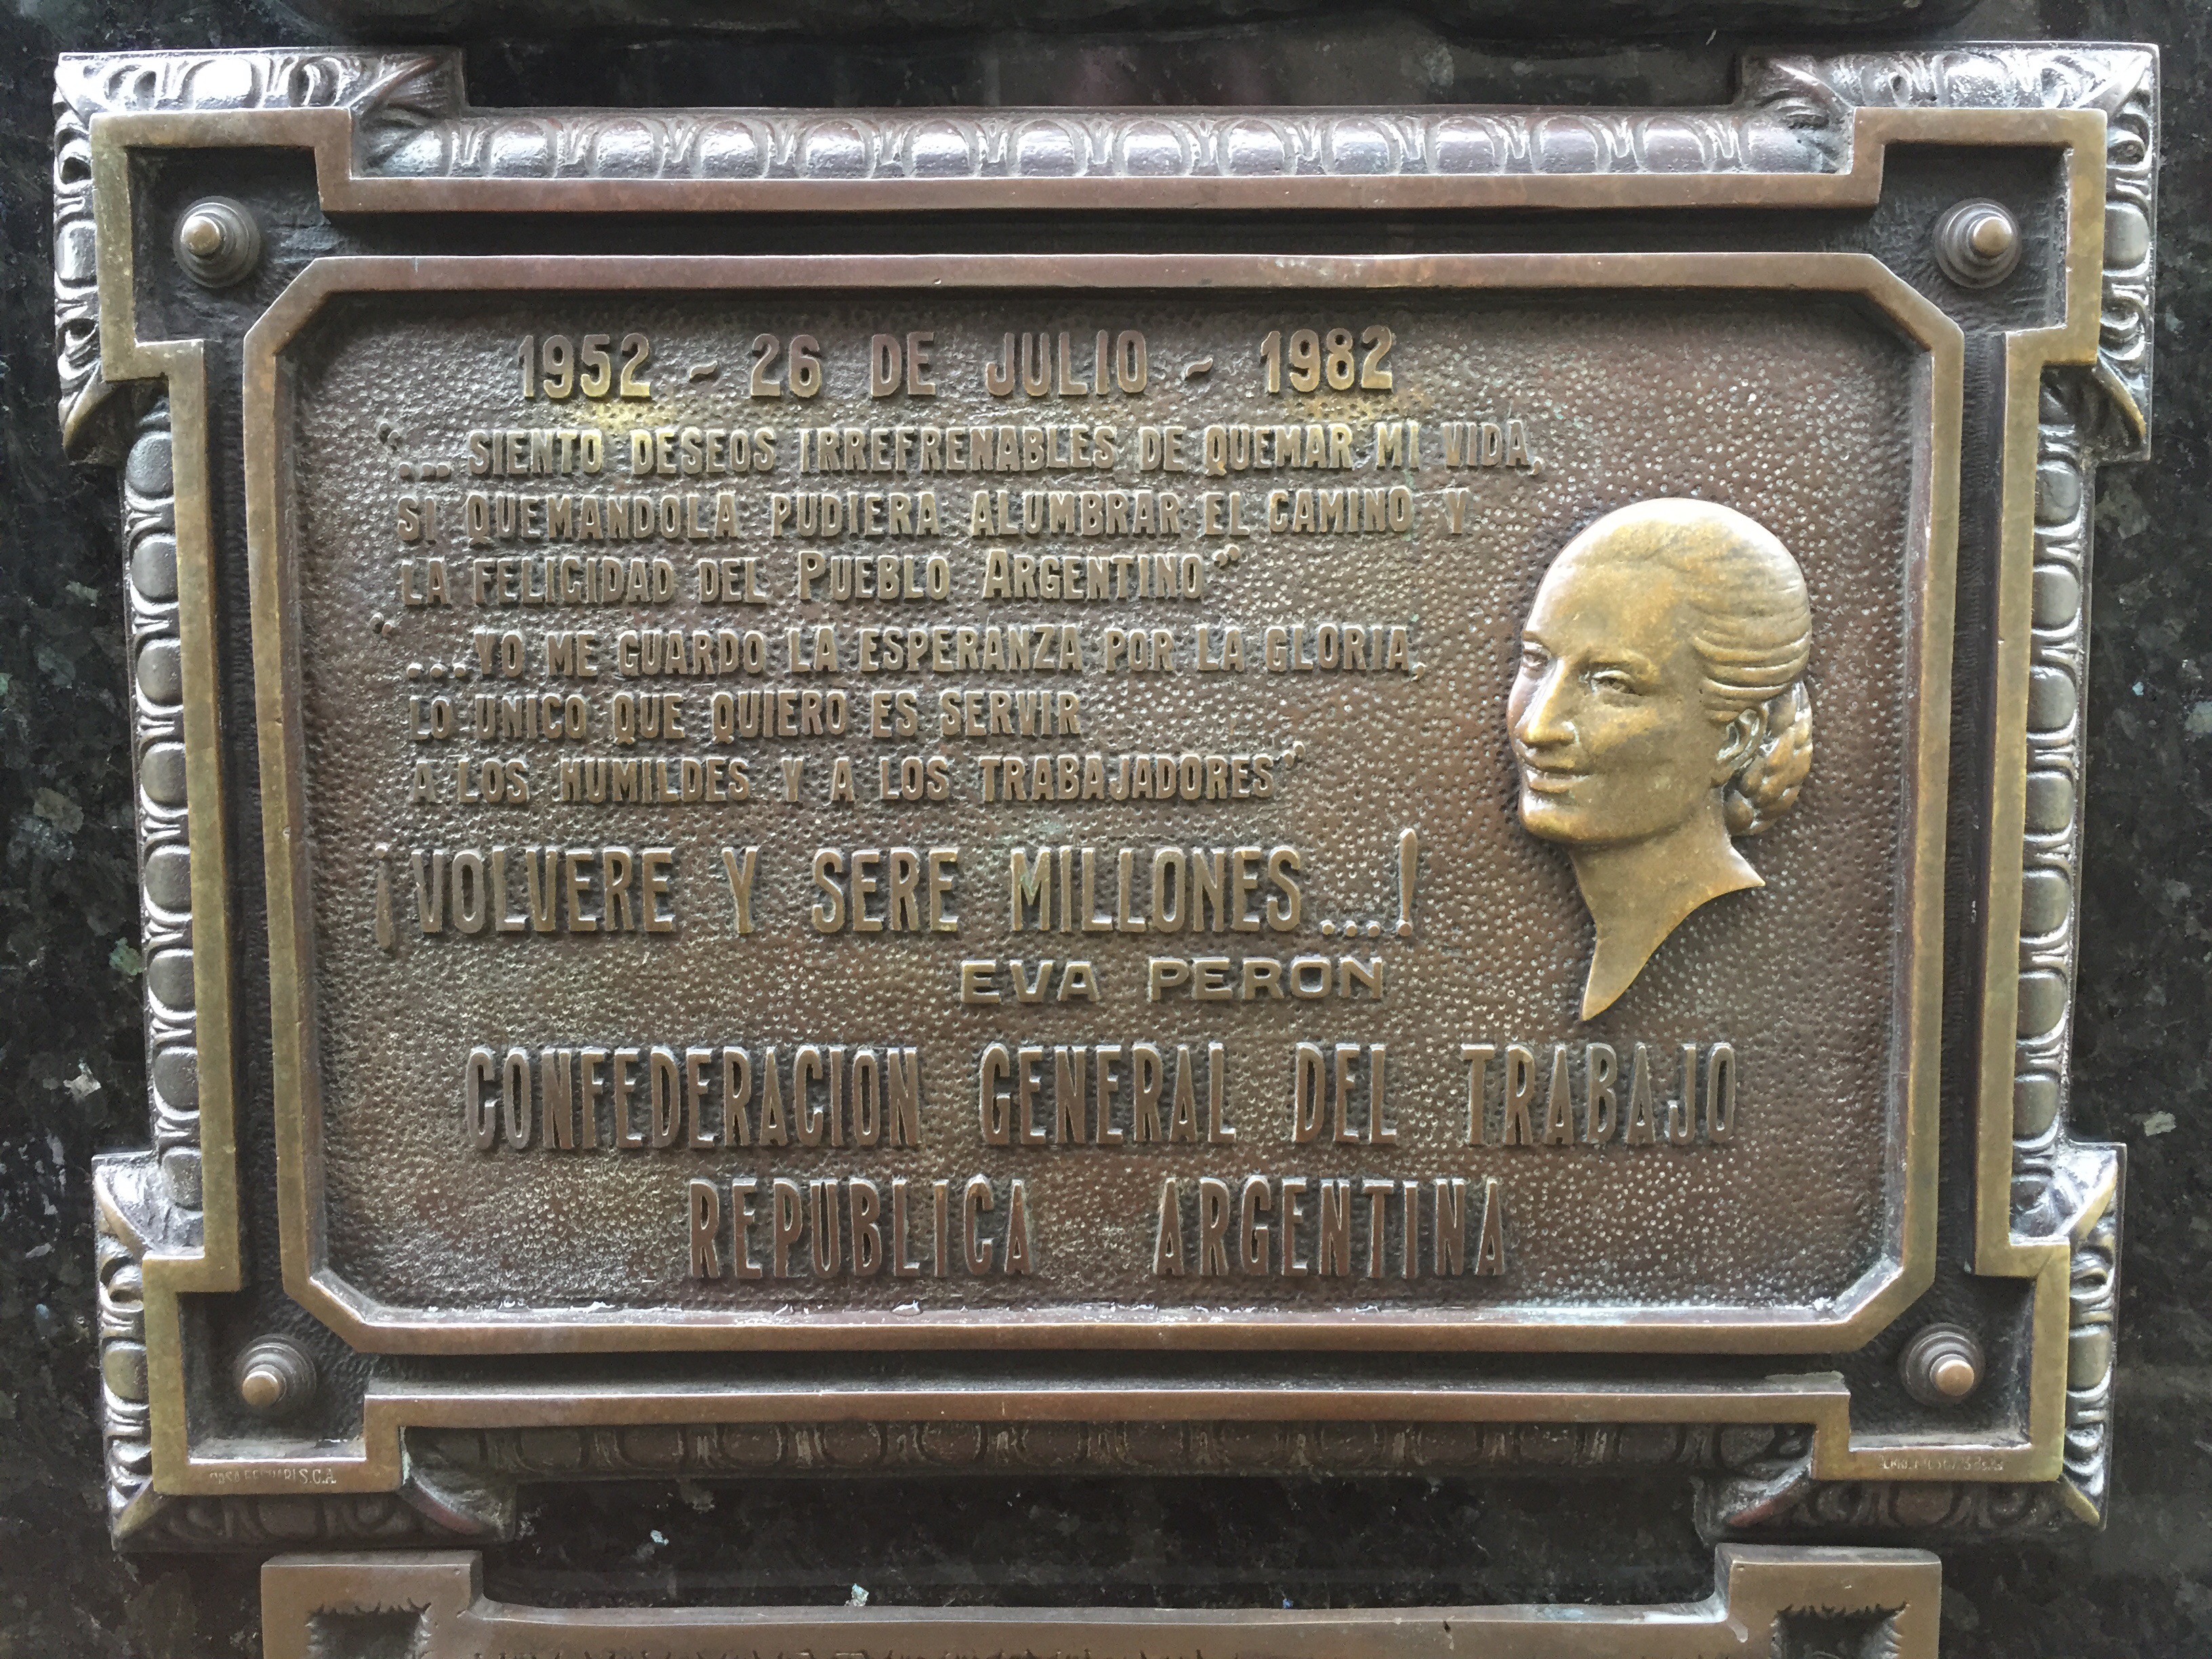 1952 - 26 DE JULIO - 1982
"... SIENTO DESEOS IRREFRENABLES DE QUEMAR MI VIDA,
SI QUEMANDOLA PUDIERA ALUMBRAR EL CAMINO Y
LA FELICIDAD DEL PUEBLO ARGENTINO"
"...YO ME GUARDO LA ESPERANZA POR LA GLORIA,
LO UNICO QUE QUIERO ES SERVIR
A LOS HUMILDES Y A LOS TRABAJADORES"
¡VOLVERE Y SERE MILLONES...!
EVA PERON
CONFEDERACION GENERAL DEL TRABAJO
REPUBLICA ARGENTINA
S.C.A.